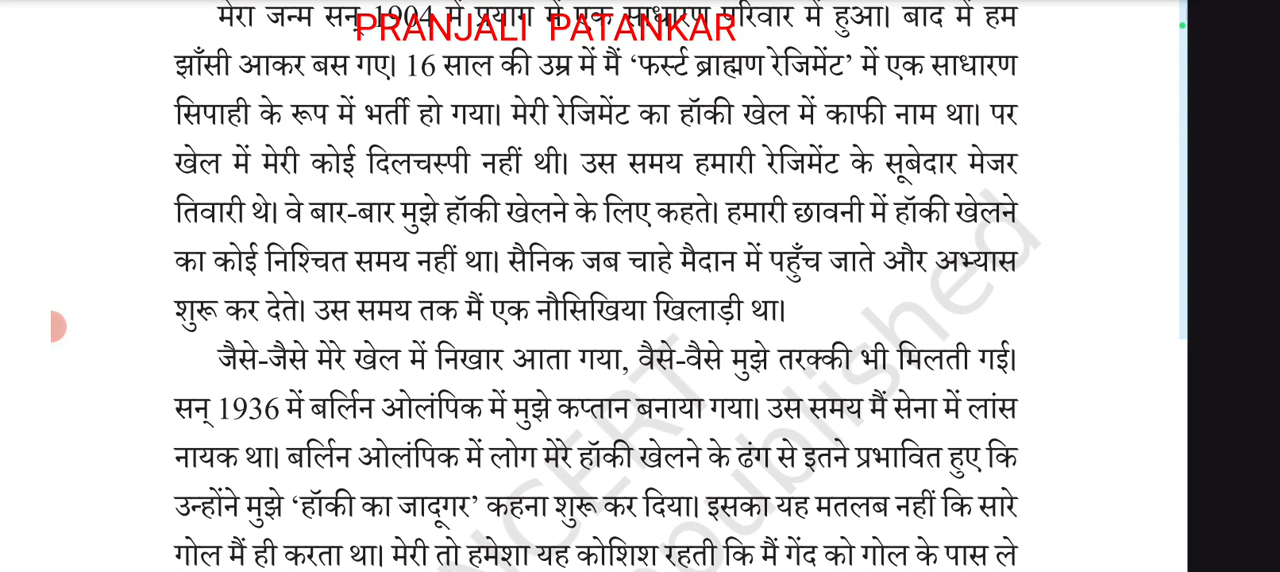 मेरा जन्म सन् 1904 में प्रयाग में एक साधारण परिवार में हुआ। बाद में हम
PRANJALI PATANKAR
झाँसी आकर बस गए। 16 साल की उम्र में मैं ‘फर्स्ट ब्राह्मण रेजिमेंट’ में एक साधारण
सिपाही के रूप में भर्ती हो गया। मेरी रेजिमेंट का हॉकी खेल में काफी नाम था। पर
खेल में मेरी कोई दिलचस्पी नहीं थी। उस समय हमारी रेजिमेंट के सूबेदार मेजर
तिवारी थे। वे बार-बार मुझे हॉकी खेलने के लिए कहते। हमारी छावनी में हॉकी खेलने
का कोई निश्चित समय नहीं था। सैनिक जब चाहे मैदान में पहुँच जाते और अभ्यास
शुरू कर देते। उस समय तक मैं एक नौसिखिया खिलाड़ी था।
जैसे-जैसे मेरे खेल में निखार आता गया, वैसे-वैसे मुझे तरक्की भी मिलती गई।
सन् 1936 में बर्लिन ओलंपिक में मुझे कप्तान बनाया गया। उस समय मैं सेना में लांस
नायक था। बर्लिन ओलंपिक में लोग मेरे हॉकी खेलने के ढंग से इतने प्रभावित हुए कि
उन्होंने मुझे ‘हॉकी का जादूगर’ कहना शुरू कर दिया। इसका यह मतलब नहीं कि सारे
गोल मैं ही करता था। मेरी तो हमेशा यह कोशिश रहती कि मैं गेंद को गोल के पास ले
NCERT
republished